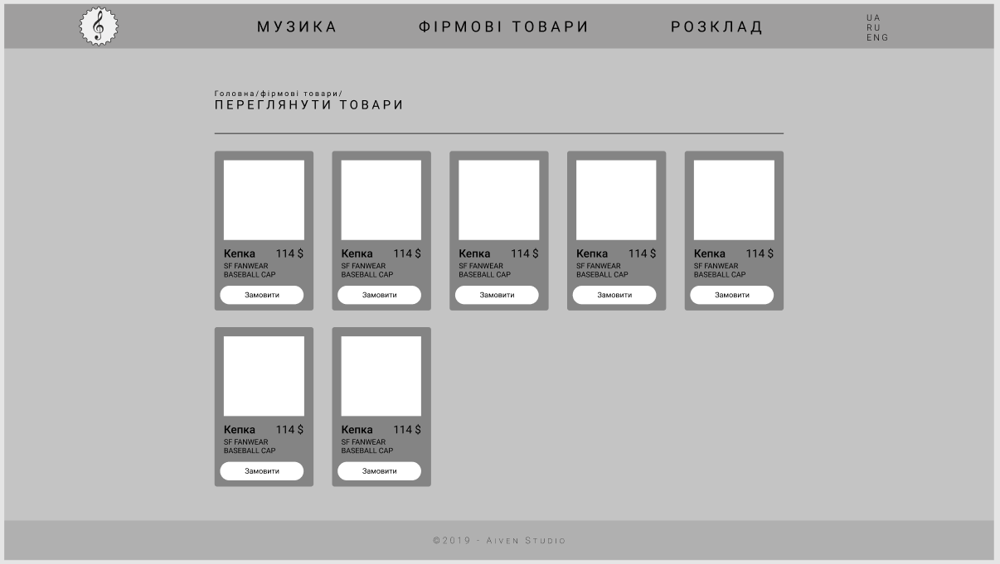 МУЗИКА
ФІРМОВІ ТОВАРИ
РОЗКЛАД
UA
RU
ENG
Головна/фірмові товари/
ПЕРЕГЛЯНУТИ ТОВАРИ
Кепка 114 $
SF FANWEAR
BASEBALL CAP
Замовити
Кепка 114 $
SF FANWEAR
BASEBALL CAP
Замовити
Кепка 114 $
SF FANWEAR
BASEBALL CAP
Замовити
Кепка 114 $
SF FANWEAR
BASEBALL CAP
Замовити
Кепка 114 $
SF FANWEAR
BASEBALL CAP
Замовити
Кепка 114 $
SF FANWEAR
BASEBALL CAP
Замовити
Кепка 114 $
SF FANWEAR
BASEBALL CAP
Замовити
©2019 - Aiven Studio